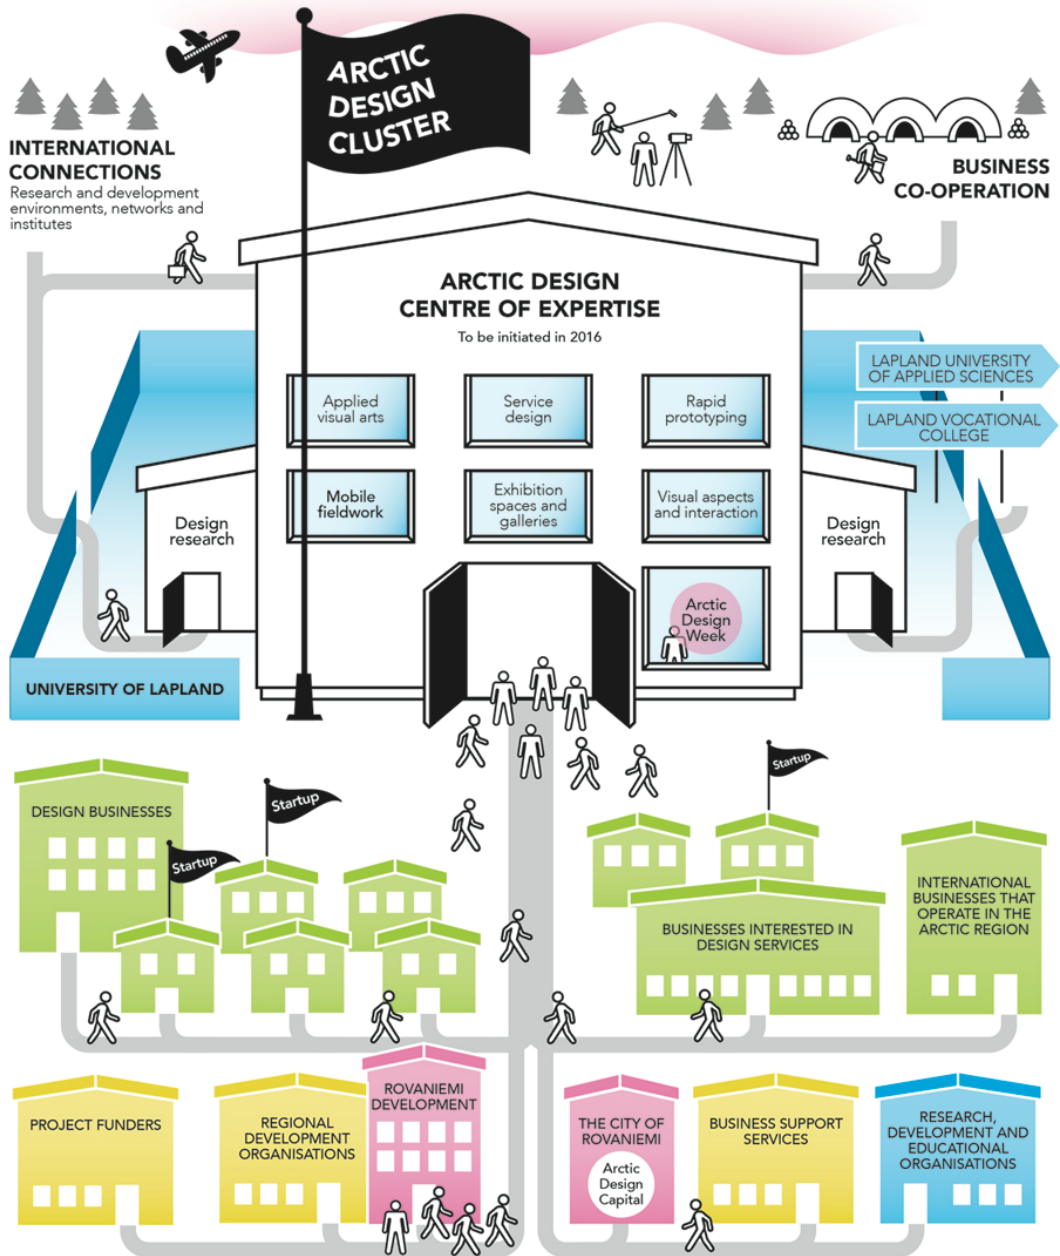 ARCTIC
DESIGN
CLUSTER
INTERNATIONAL
CONNECTIONS
Research and development
environments, networks and
institutes
BUSINESS
CO-OPERATION
ARCTIC DESIGN
CENTRE OF EXPERTISE
To be initiated in 2016
LAPLAND UNIVERSITY
OF APPLIED SCIENCES
LAPLAND VOCATIONAL
COLLEGE
Applied
visual arts
Service
design
Rapid
prototyping
Mobile
fieldwork
Exhibition
spaces and
galleries
Visual aspects
and interaction
Design
research
Design
research
Arctic
Design
Week
UNIVERSITY OF LAPLAND
DESIGN BUSINESSES
Startup
Startup
Startup
BUSINESSES INTERESTED IN
DESIGN SERVICES
INTERNATIONAL
BUSINESSES THAT
OPERATE IN THE
ARCTIC REGION
PROJECT FUNDERS
REGIONAL
DEVELOPMENT
ORGANISATIONS
ROVANIEMI
DEVELOPMENT
THE CITY OF
ROVANIEMI
Arctic
Design
Capital
BUSINESS SUPPORT
SERVICES
RESEARCH,
DEVELOPMENT AND
EDUCATIONAL
ORGANISATIONS